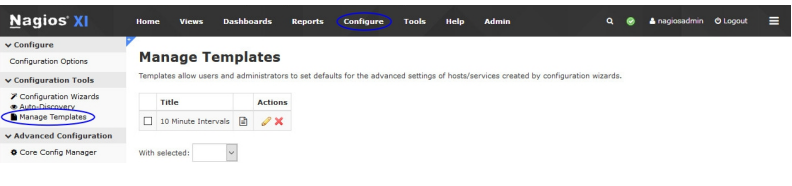 Nagios® XI
Home Views Dashboards Reports Configure Tools Help Admin nagiosadmin Logout
Configure
Configuration Options
Configuration Tools
Configuration Wizards
Auto-Discovery
Manage Templates
Advanced Configuration
Core Config Manager
Manage Templates
Templates allow users and administrators to set defaults for the advanced settings of hosts/services created by configuration wizards.
Title Actions
10 Minute Intervals
With selected: